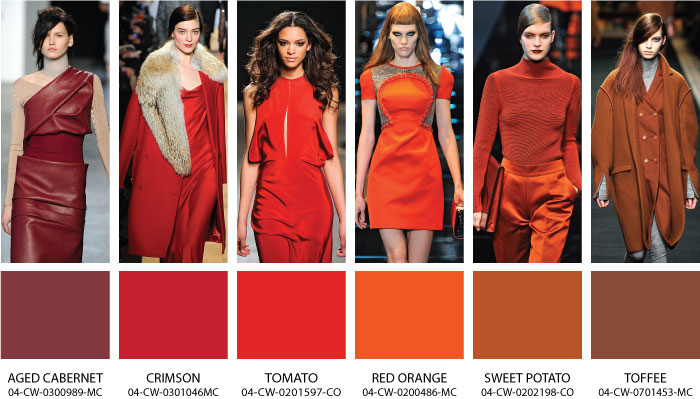 AGED CABERNET
04-CW-0300989-MC
CRIMSON
04-CW-0301046MC
TOMATO
04-CW-0201597-CO
RED ORANGE
04-CW-0200486-MC
SWEET POTATO
04-CW-0202198-CO
TOFFEE
04-CW-0701453-MC